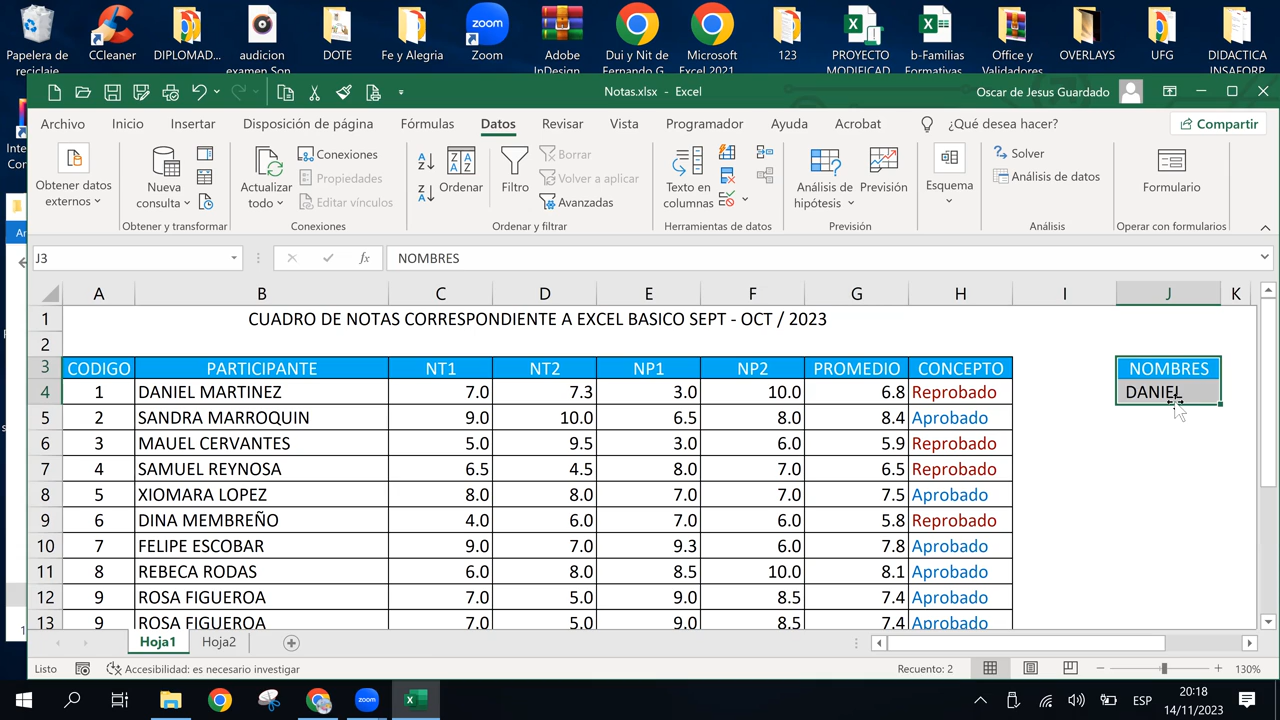 Papelera de reciclaje
CCleaner
DIPLOMAD...
audicion examen Son
DOTE
Fe y Alegria
Zoom
Adobe InDesign
Dui y Nit de Fernando G
Microsoft Excel 2021
123
PROYECTO MODIFICAD
b-Familias Formativas
Office y Validadores
OVERLAYS
UFG
DIDACTICA INSAFORP
Notas.xlsx - Excel
Oscar de Jesus Guardado
Archivo Inicio Insertar Disposición de página Fórmulas Datos Revisar Vista Programador Ayuda Acrobat ¿Qué desea hacer? Compartir
Obtener datos externos
Nueva consulta
Actualizar todo
Conexiones
Propiedades
Editar vínculos
Ordenar
Filtro
Borrar
Volver a aplicar
Avanzadas
Texto en columnas
Análisis de hipótesis
Previsión
Esquema
Solver
Análisis de datos
Formulario
Obtener y transformar Conexiones Ordenar y filtrar Herramientas de datos Previsión Análisis Operar con formularios
J3 fx NOMBRES
A B C D E F G H I J K
1 CUADRO DE NOTAS CORRESPONDIENTE A EXCEL BASICO SEPT - OCT / 2023
2
3 CODIGO PARTICIPANTE NT1 NT2 NP1 NP2 PROMEDIO CONCEPTO NOMBRES
4 1 DANIEL MARTINEZ 7.0 7.3 3.0 10.0 6.8 Reprobado DANIEL
5 2 SANDRA MARROQUIN 9.0 10.0 6.5 8.0 8.4 Aprobado
6 3 MAUEL CERVANTES 5.0 9.5 3.0 6.0 5.9 Reprobado
7 4 SAMUEL REYNOSA 6.5 4.5 8.0 7.0 6.5 Reprobado
8 5 XIOMARA LOPEZ 8.0 8.0 7.0 7.0 7.5 Aprobado
9 6 DINA MEMBREÑO 4.0 6.0 7.0 6.0 5.8 Reprobado
10 7 FELIPE ESCOBAR 9.0 7.0 9.3 6.0 7.8 Aprobado
11 8 REBECA RODAS 6.0 8.0 8.5 10.0 8.1 Aprobado
12 9 ROSA FIGUEROA 7.0 5.0 9.0 8.5 7.4 Aprobado
13 9 ROSA FIGUEROA 7.0 5.0 9.0 8.5 7.4 Aprobado
Hoja1 Hoja2
Listo Accesibilidad: es necesario investigar Recuento: 2 130%
ESP
20:18
14/11/2023